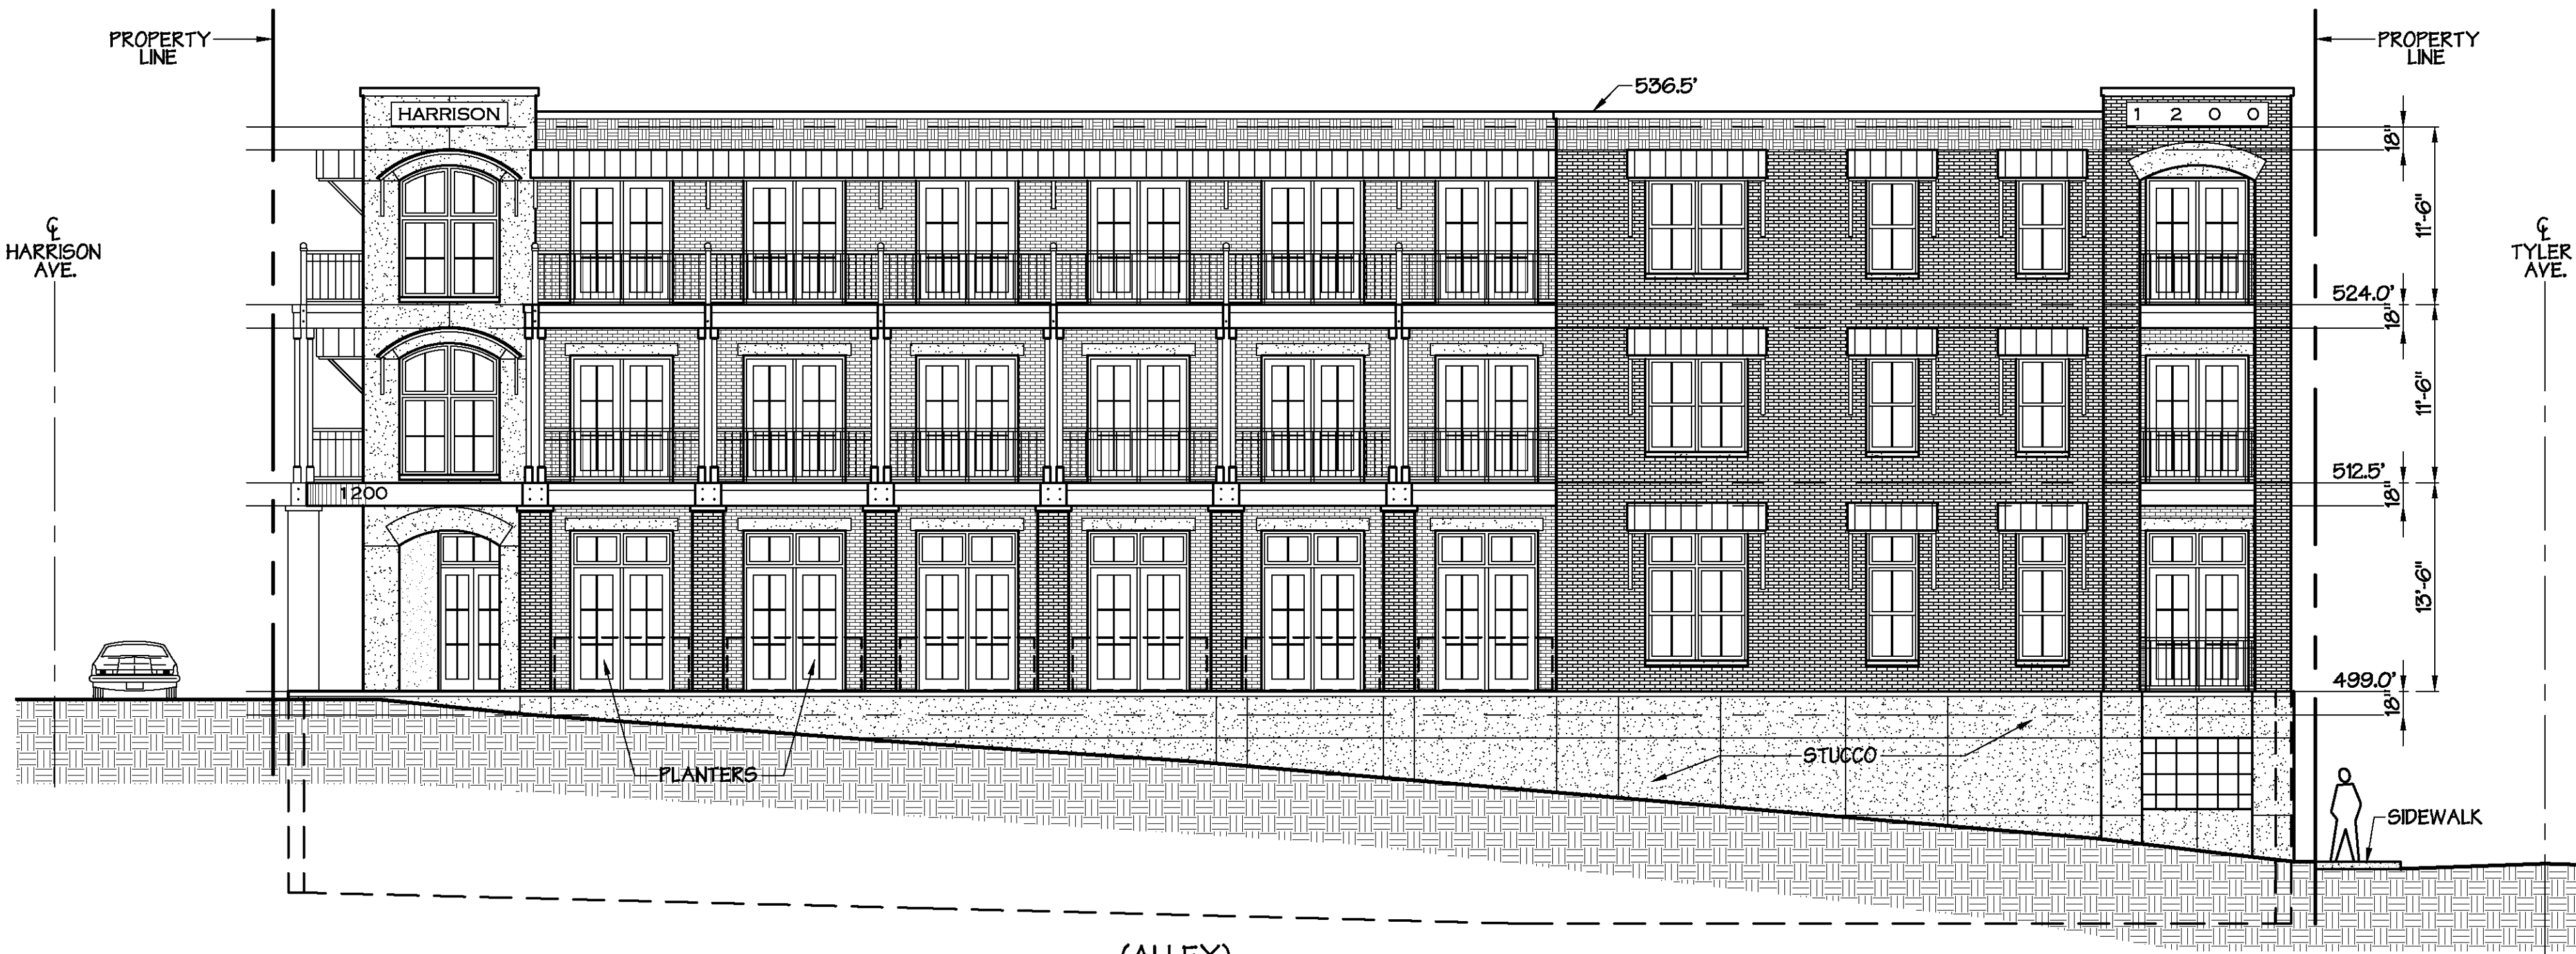 PROPERTY
LINE
PROPERTY
LINE
536.5'
HARRISON
1 2 0 0
18"
11'-6"
℄
HARRISON
AVE.
℄
TYLER
AVE.
524.0'
18"
11'-6"
512.5'
1200
18"
13'-6"
499.0'
18"
PLANTERS
STUCCO
SIDEWALK
(ALLEY)